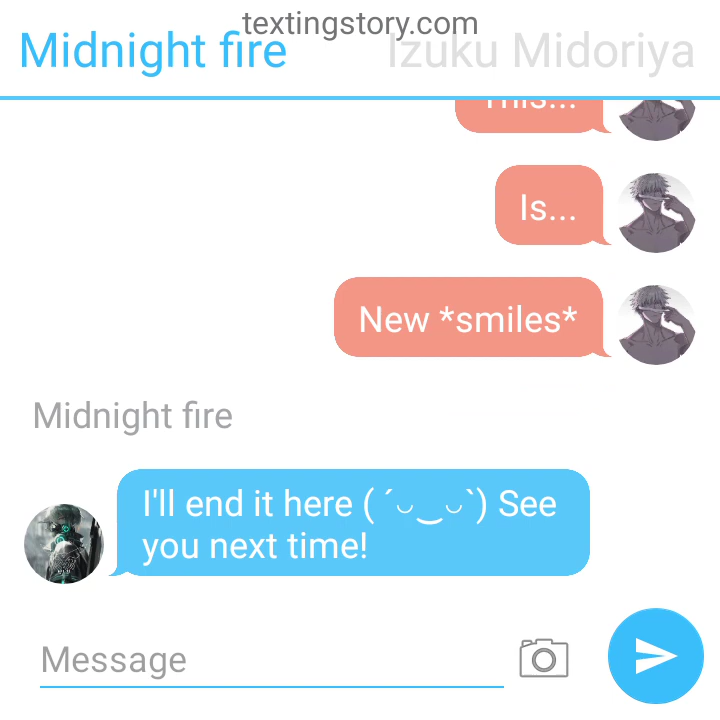 textingstory.com
Midnight fire
Izuku Midoriya
This...
Is...
New *smiles*
Midnight fire
I'll end it here ( ´ᴗ‿ᴗ`) See
you next time!
Message